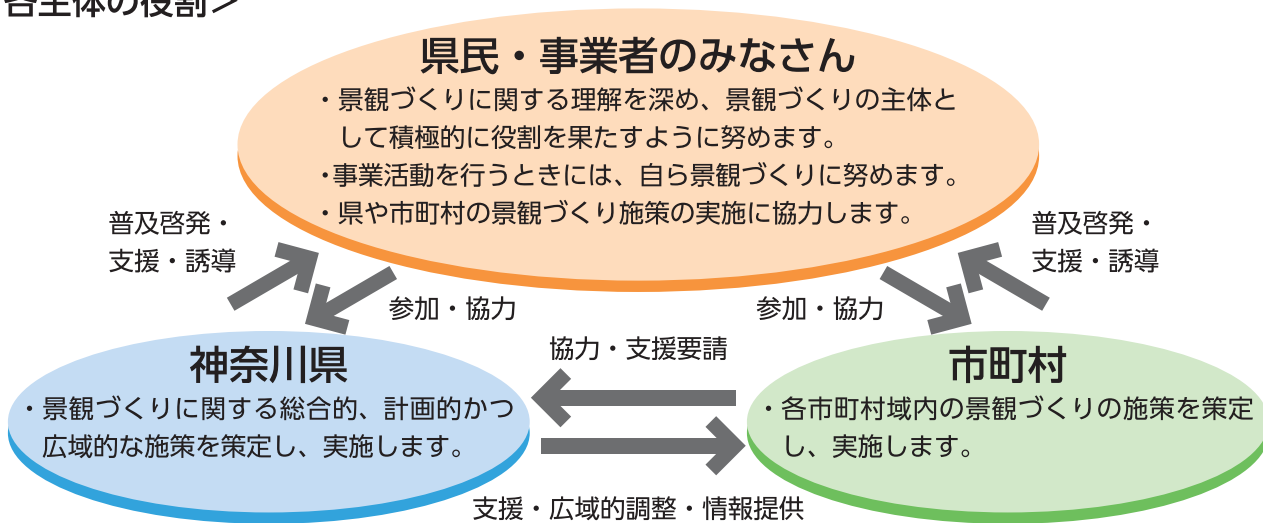 各主体の役割＞
県民・事業者のみなさん
・景観づくりに関する理解を深め、景観づくりの主体と
して積極的に役割を果たすように努めます。
・事業活動を行うときには、自ら景観づくりに努めます。
・県や市町村の景観づくり施策の実施に協力します。
普及啓発・
支援・誘導
普及啓発・
支援・誘導
参加・協力
参加・協力
協力・支援要請
神奈川県
・景観づくりに関する総合的、計画的かつ
広域的な施策を策定し、実施します。
市町村
・各市町村域内の景観づくりの施策を策定
し、実施します。
支援・広域的調整・情報提供